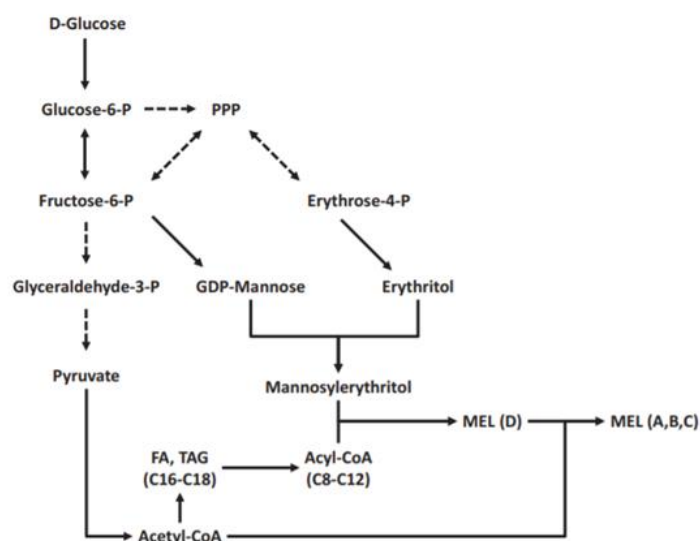 D-Glucose
Glucose-6-P
PPP
Fructose-6-P
Erythrose-4-P
Glyceraldehyde-3-P
GDP-Mannose
Erythritol
Pyruvate
Mannosylerythritol
MEL (D)
MEL (A,B,C)
FA, TAG
(C16-C18)
Acyl-CoA
(C8-C12)
Acetyl-CoA